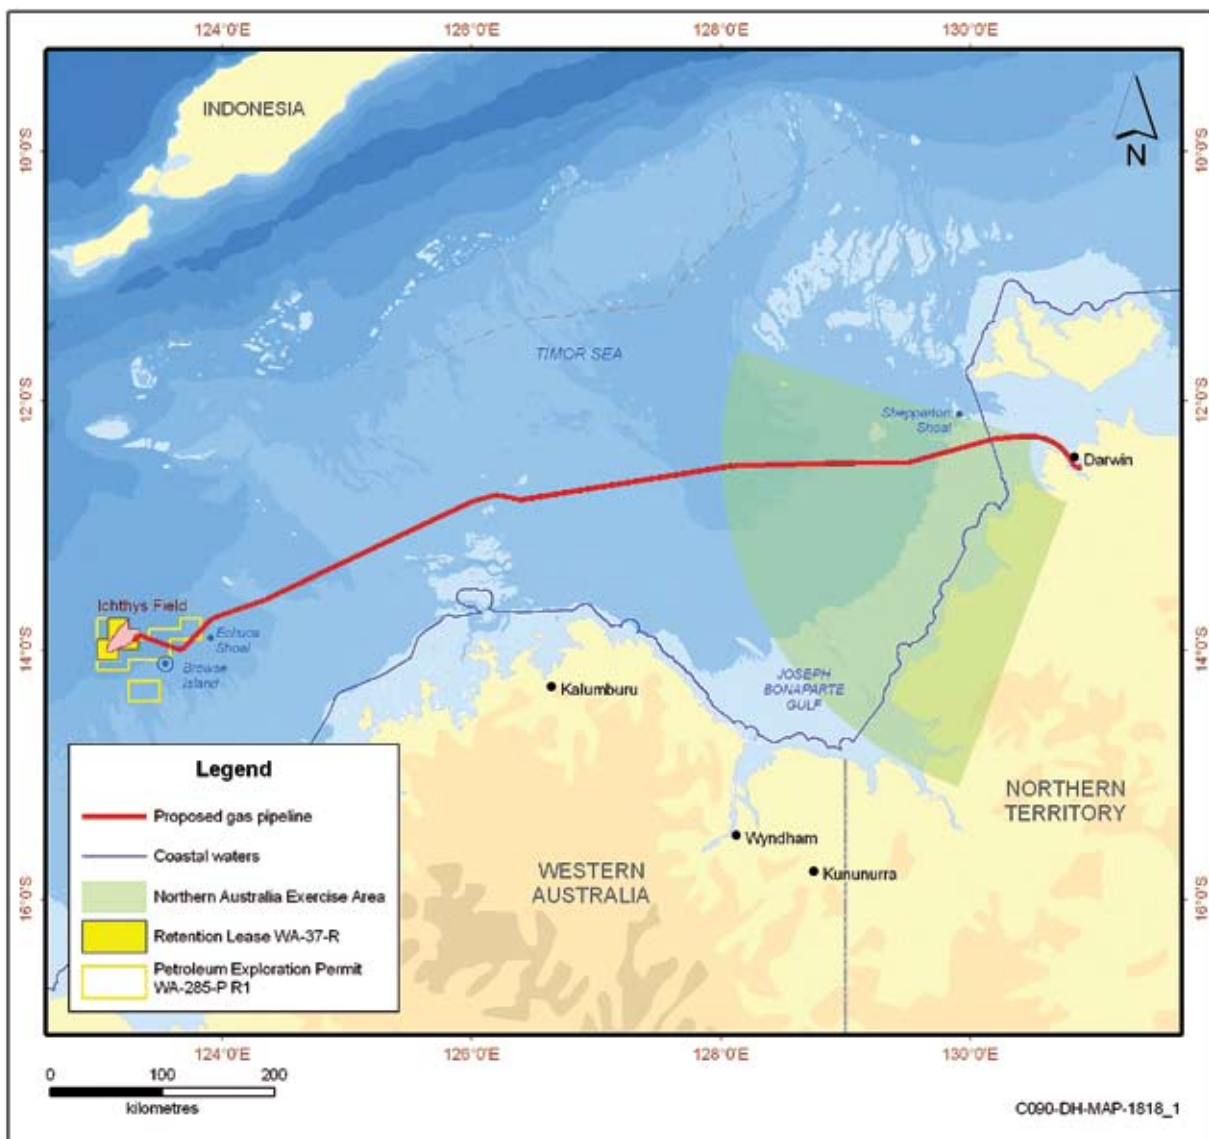 124°0'E
126°0'E
128°0'E
130°0'E
INDONESIA
10°0'S
10°0'S
N
TIMOR SEA
12°0'S
12°0'S
Shepparton
Shoal
Darwin
Ichthys Field
Echuca
Shoal
14°0'S
14°0'S
Browse
Island
Kalumburu
JOSEPH
BONAPARTE
GULF
NORTHERN
TERRITORY
Wyndham
WESTERN
AUSTRALIA
Kununurra
16°0'S
16°0'S
Legend
Proposed gas pipeline
Coastal waters
Northern Australia Exercise Area
Retention Lease WA-37-R
Petroleum Exploration Permit
WA-285-P R1
124°0'E
126°0'E
128°0'E
130°0'E
0 100 200
kilometres
C090-DH-MAP-1818_1